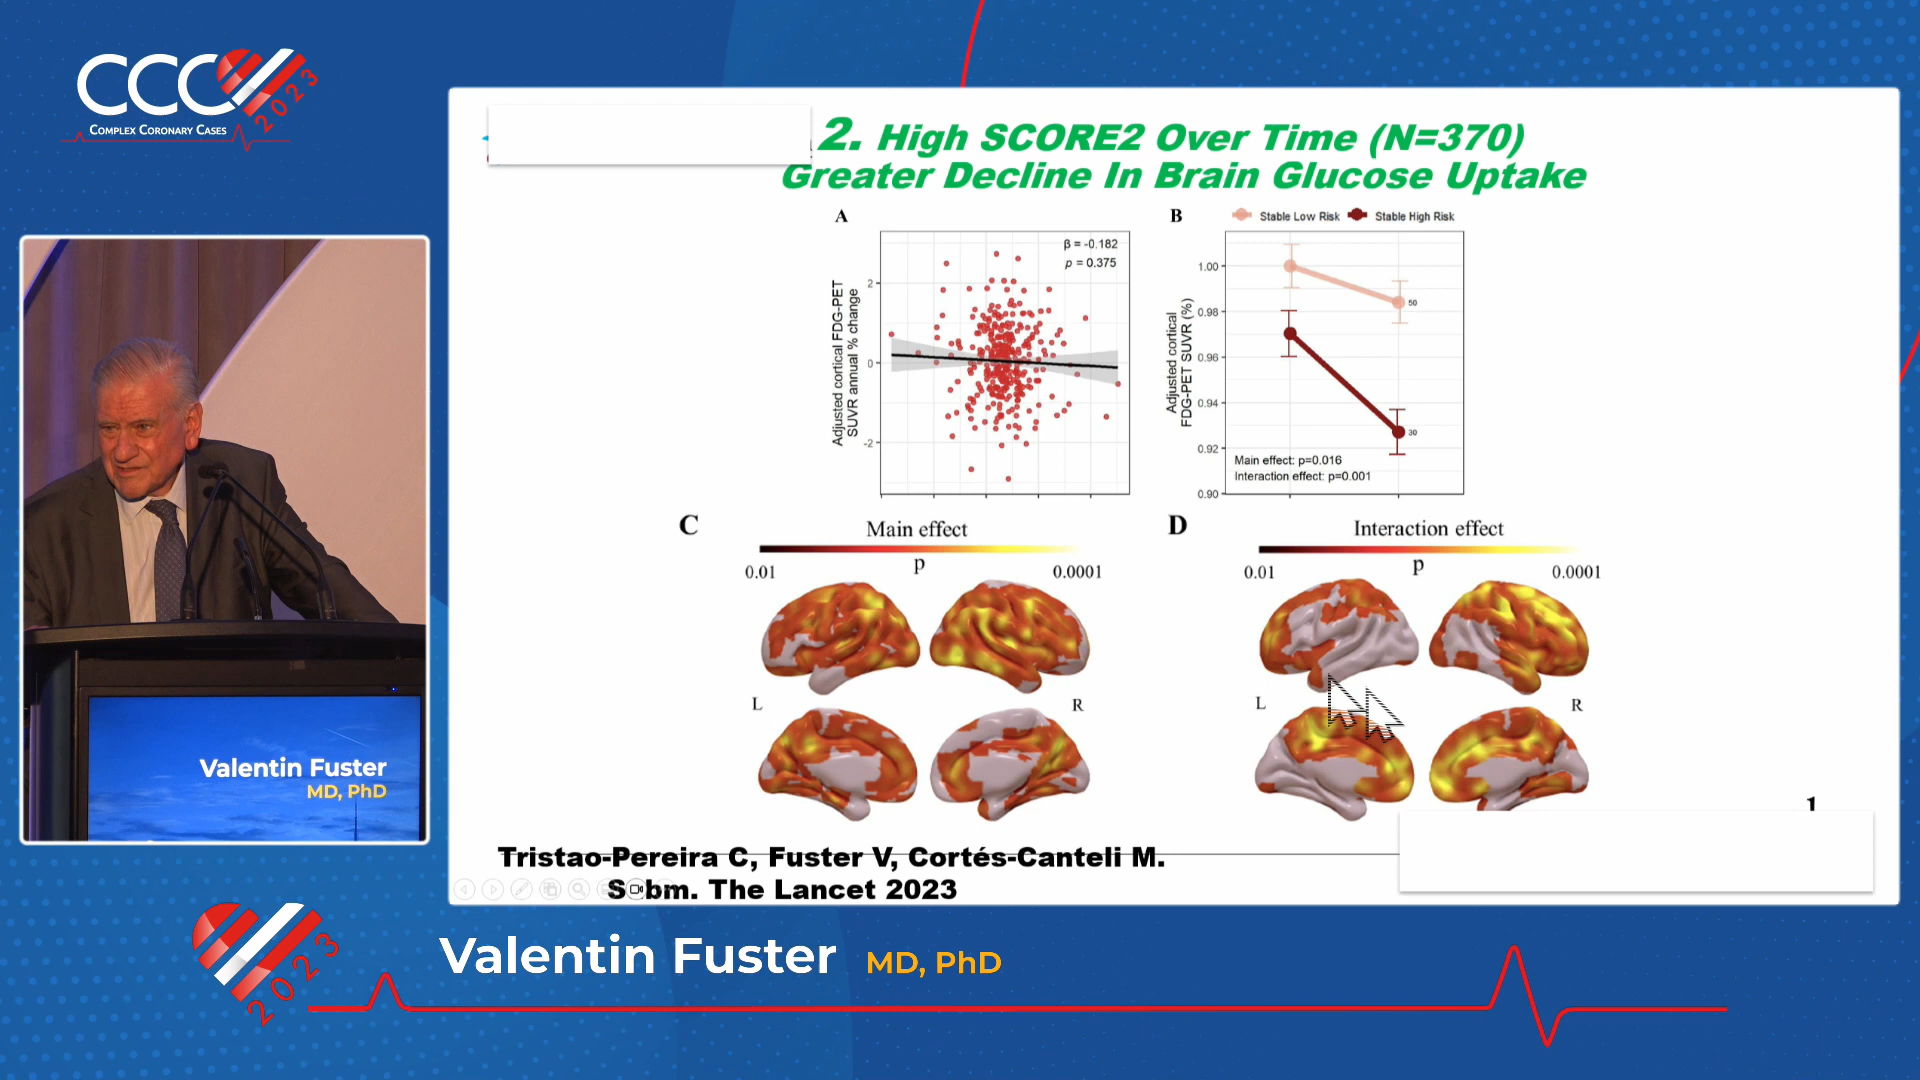 CCC
2023
COMPLEX CORONARY CASES
2. High SCORE2 Over Time (N=370)
Greater Decline In Brain Glucose Uptake
A
β = -0.182
p = 0.375
Adjusted cortical FDG-PET
SUVR annual % change
2
0
-2
B
Stable Low Risk
Stable High Risk
Adjusted cortical
FDG-PET SUVR (%)
1.00
0.98
0.96
0.94
0.92
0.90
50
30
Main effect: p=0.016
Interaction effect: p=0.001
C
Main effect
p
0.01
0.0001
L
R
D
Interaction effect
p
0.01
0.0001
L
R
1
Tristao-Pereira C, Fuster V, Cortés-Canteli M.
The Lancet 2023
Valentin Fuster
MD, PhD
2023
Valentin Fuster MD, PhD